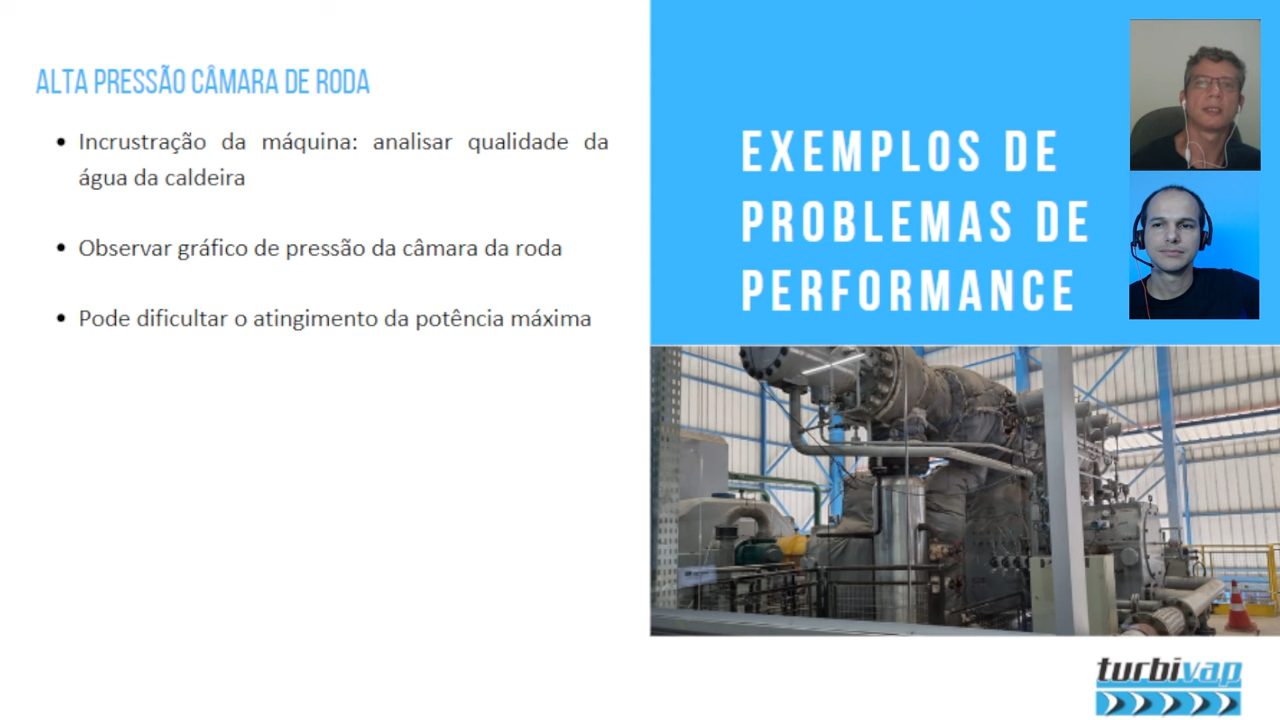 ALTA PRESSÃO CÂMARA DE RODA
Incrustração da máquina: analisar qualidade da
água da caldeira
Observar gráfico de pressão da câmara da roda
Pode dificultar o atingimento da potência máxima
EXEMPLOS DE
PROBLEMAS DE
PERFORMANCE
turbivap